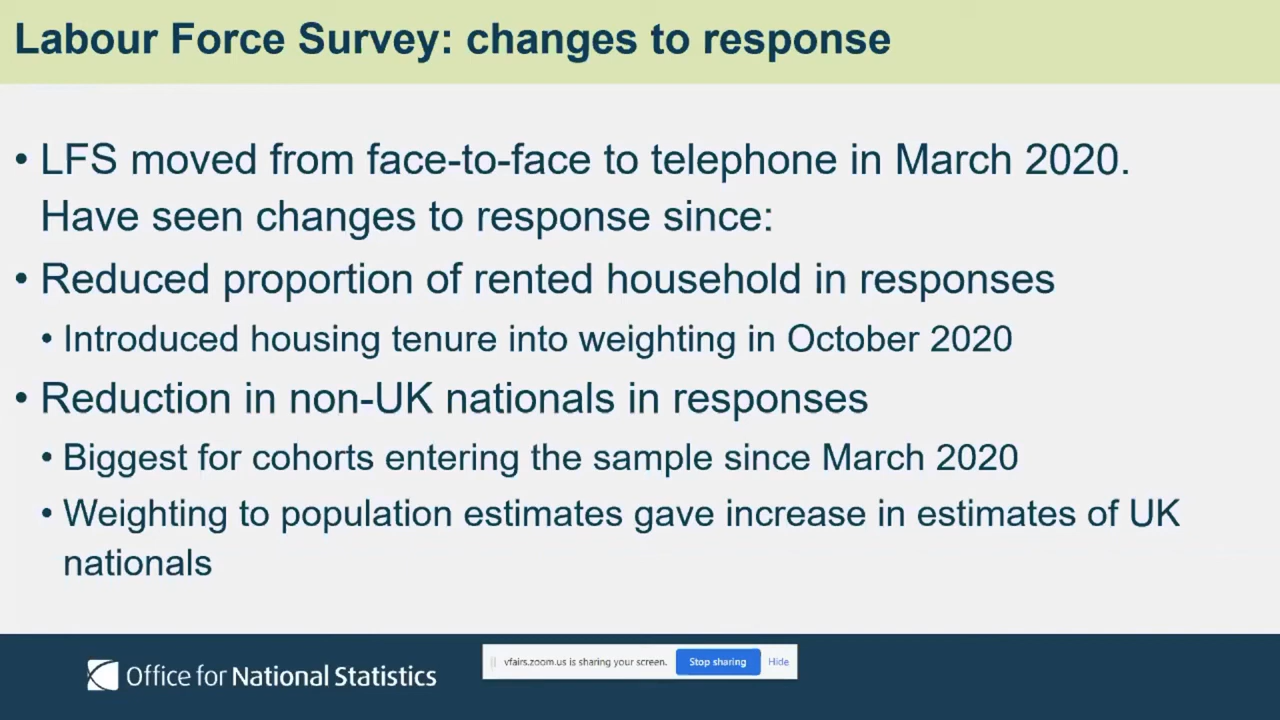 Labour Force Survey: changes to response
• LFS moved from face-to-face to telephone in March 2020.
Have seen changes to response since:
• Reduced proportion of rented household in responses
• Introduced housing tenure into weighting in October 2020
• Reduction in non-UK nationals in responses
• Biggest for cohorts entering the sample since March 2020
• Weighting to population estimates gave increase in estimates of UK
nationals
Office for National Statistics
vfairs.zoom.us is sharing your screen. Stop sharing Hide